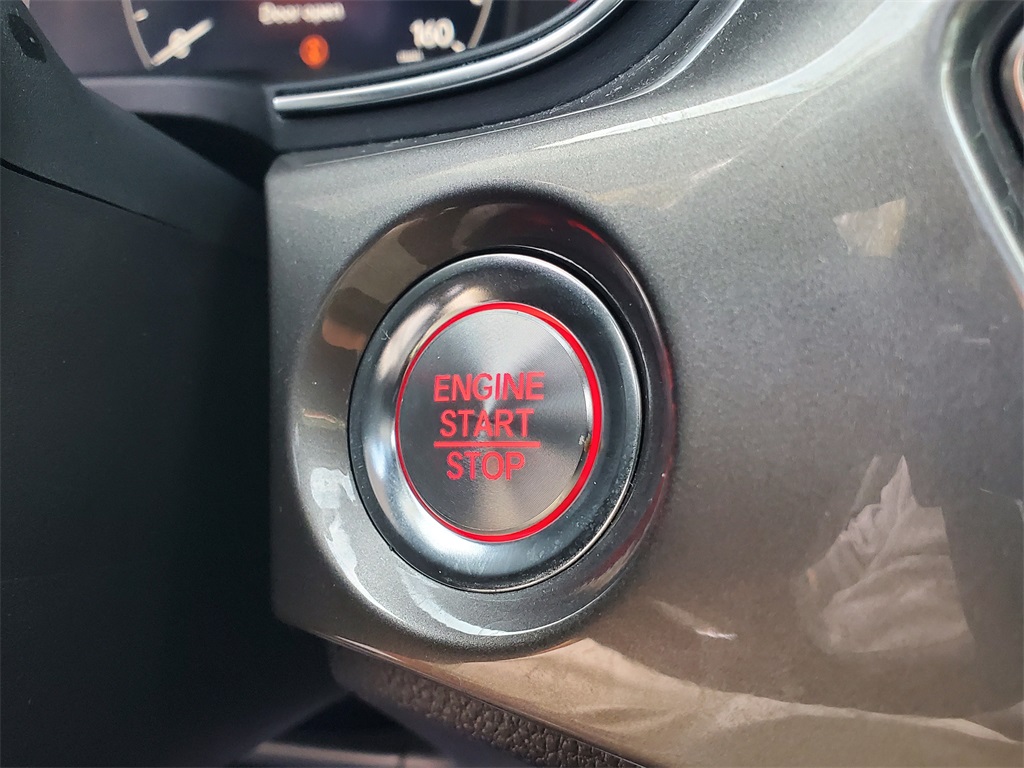 Door open
160
ENGINE
START
STOP